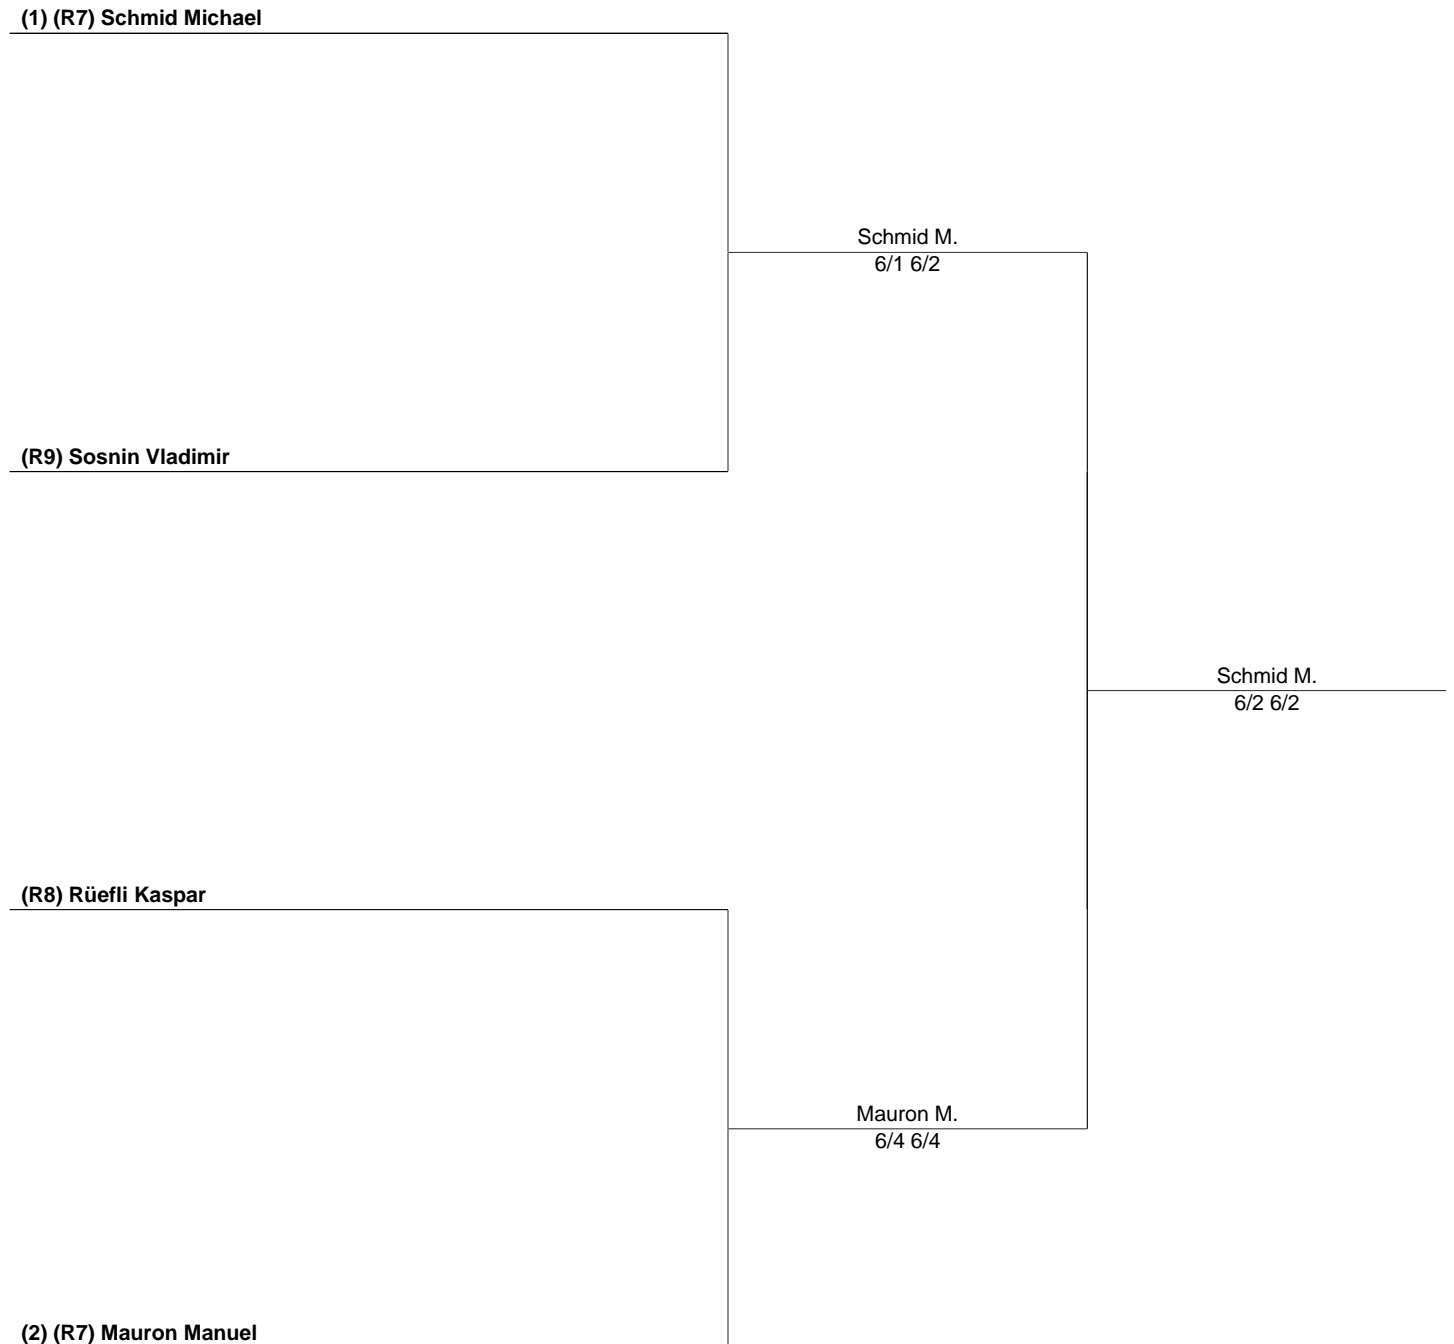 (1) (R7) Schmid Michael
Schmid M.
6/1 6/2
(R9) Sosnin Vladimir
Schmid M.
6/2 6/2
(R8) Rüefli Kaspar
Mauron M.
6/4 6/4
(2) (R7) Mauron Manuel